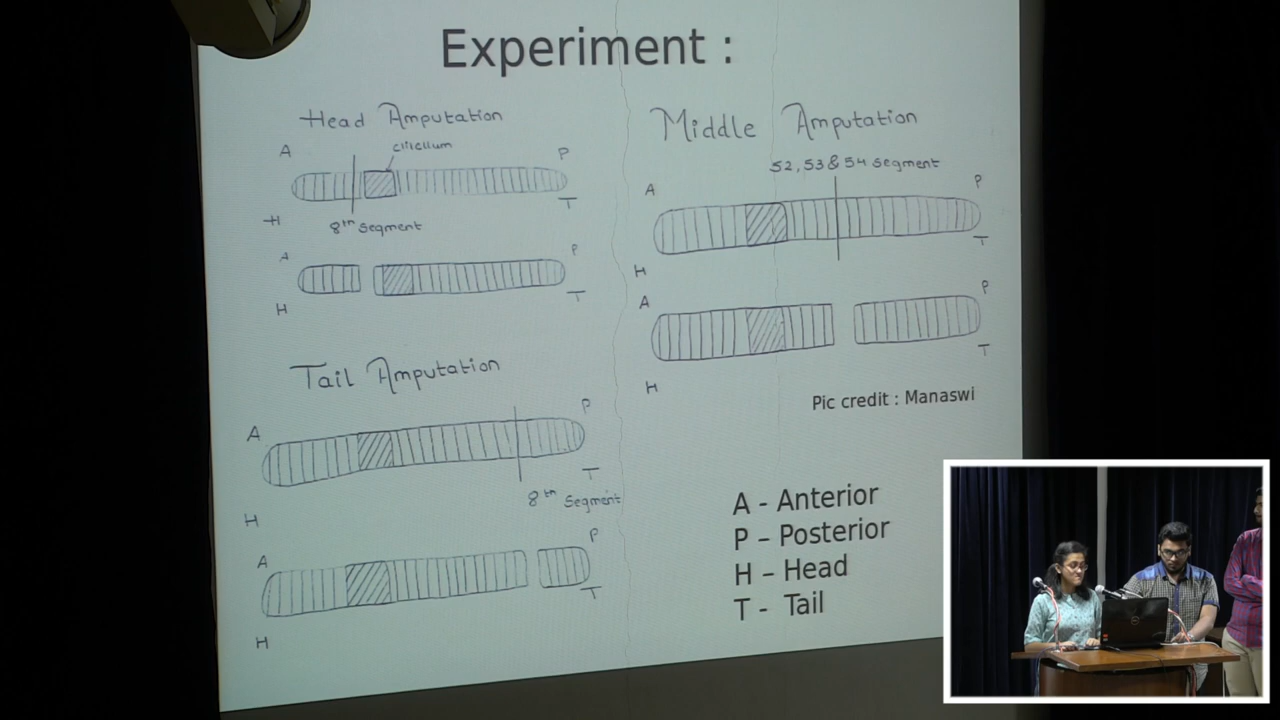 Experiment :
Head Amputation
clitellum
A
P
H
8th Segment
T
A
P
H
T
Tail Amputation
A
P
T
8th Segment
H
A
P
T
H
Middle Amputation
52, 53 & 54 Segment
A
P
T
H
A
P
T
H
Pic credit : Manaswi
A - Anterior
P – Posterior
H – Head
T - Tail